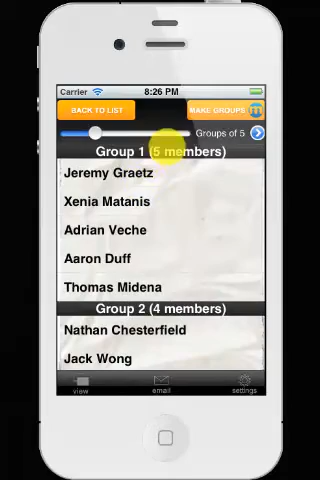 Carrier 8:26 PM
BACK TO LIST MAKE GROUPS
Groups of 5
Group 1 (5 members)
Jeremy Graetz
Xenia Matanis
Adrian Veche
Aaron Duff
Thomas Midena
Group 2 (4 members)
Nathan Chesterfield
Jack Wong
view email settings